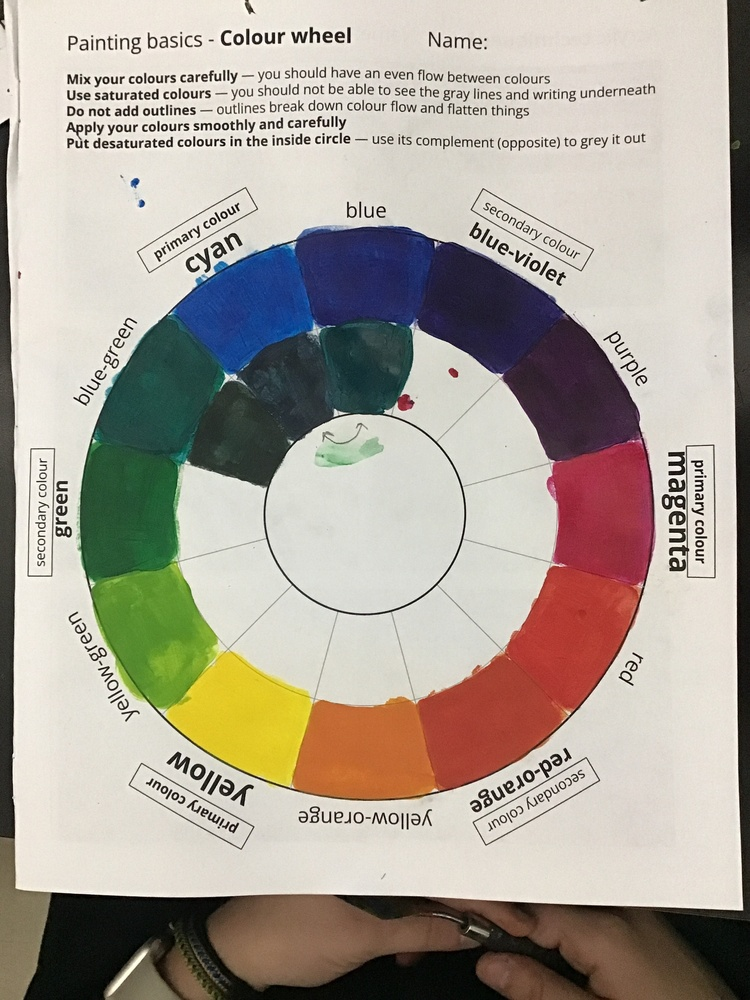 Painting basics - Colour wheel
Name:
Mix your colours carefully — you should have an even flow between colours
Use saturated colours — you should not be able to see the gray lines and writing underneath
Do not add outlines — outlines break down colour flow and flatten things
Apply your colours smoothly and carefully
Put desaturated colours in the inside circle — use its complement (opposite) to grey it out
blue
secondary colour
blue-violet
purple
primary colour
magenta
red
red-orange
secondary colour
yellow-orange
yellow
primary colour
yellow-green
green
secondary colour
blue-green
primary colour
cyan